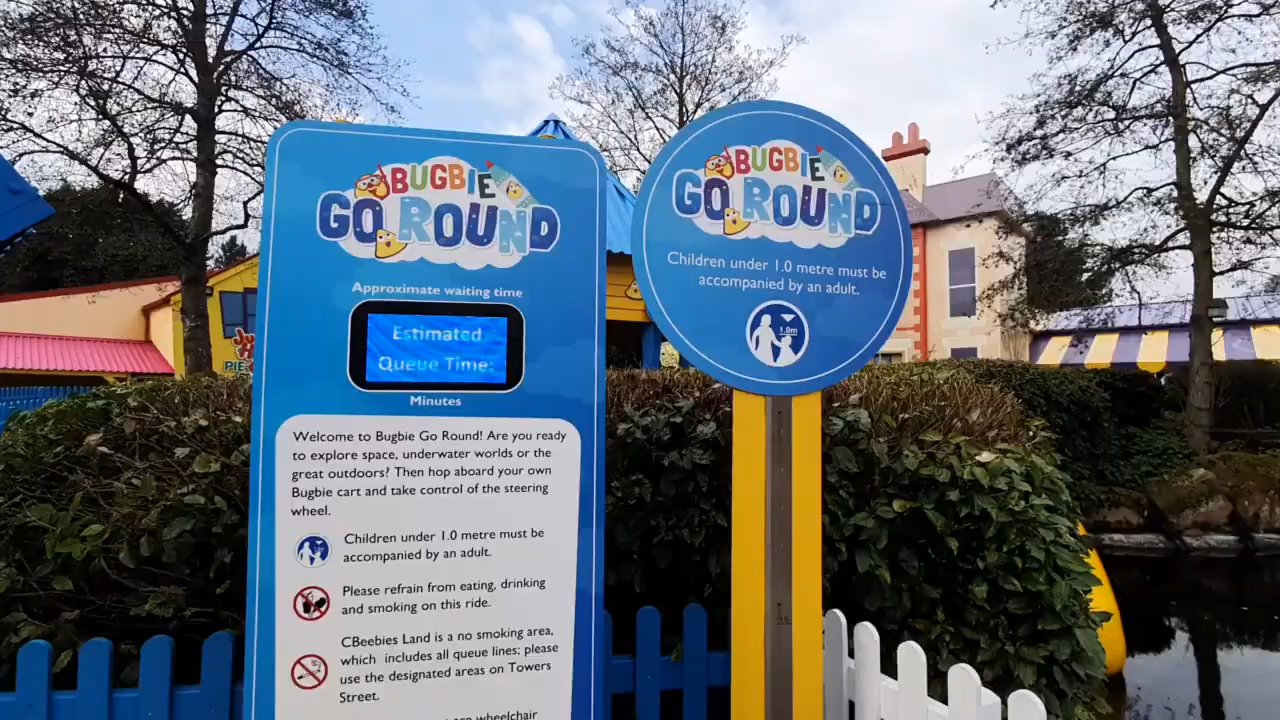 BUGBIE
GO ROUND
Approximate waiting time
Estimated
Queue Time:
Minutes
Welcome to Bugbie Go Round! Are you ready
to explore space, underwater worlds or the
great outdoors? Then hop aboard your own
Bugbie cart and take control of the steering
wheel.
Children under 1.0 metre must be
accompanied by an adult.
Please refrain from eating, drinking
and smoking on this ride.
CBeebies Land is a no smoking area,
which includes all queue lines; please
use the designated areas on Towers
Street.
wheelchair
BUGBIE
GO ROUND
Children under 1.0 metre must be
accompanied by an adult.
1.0m
1.0
PIE